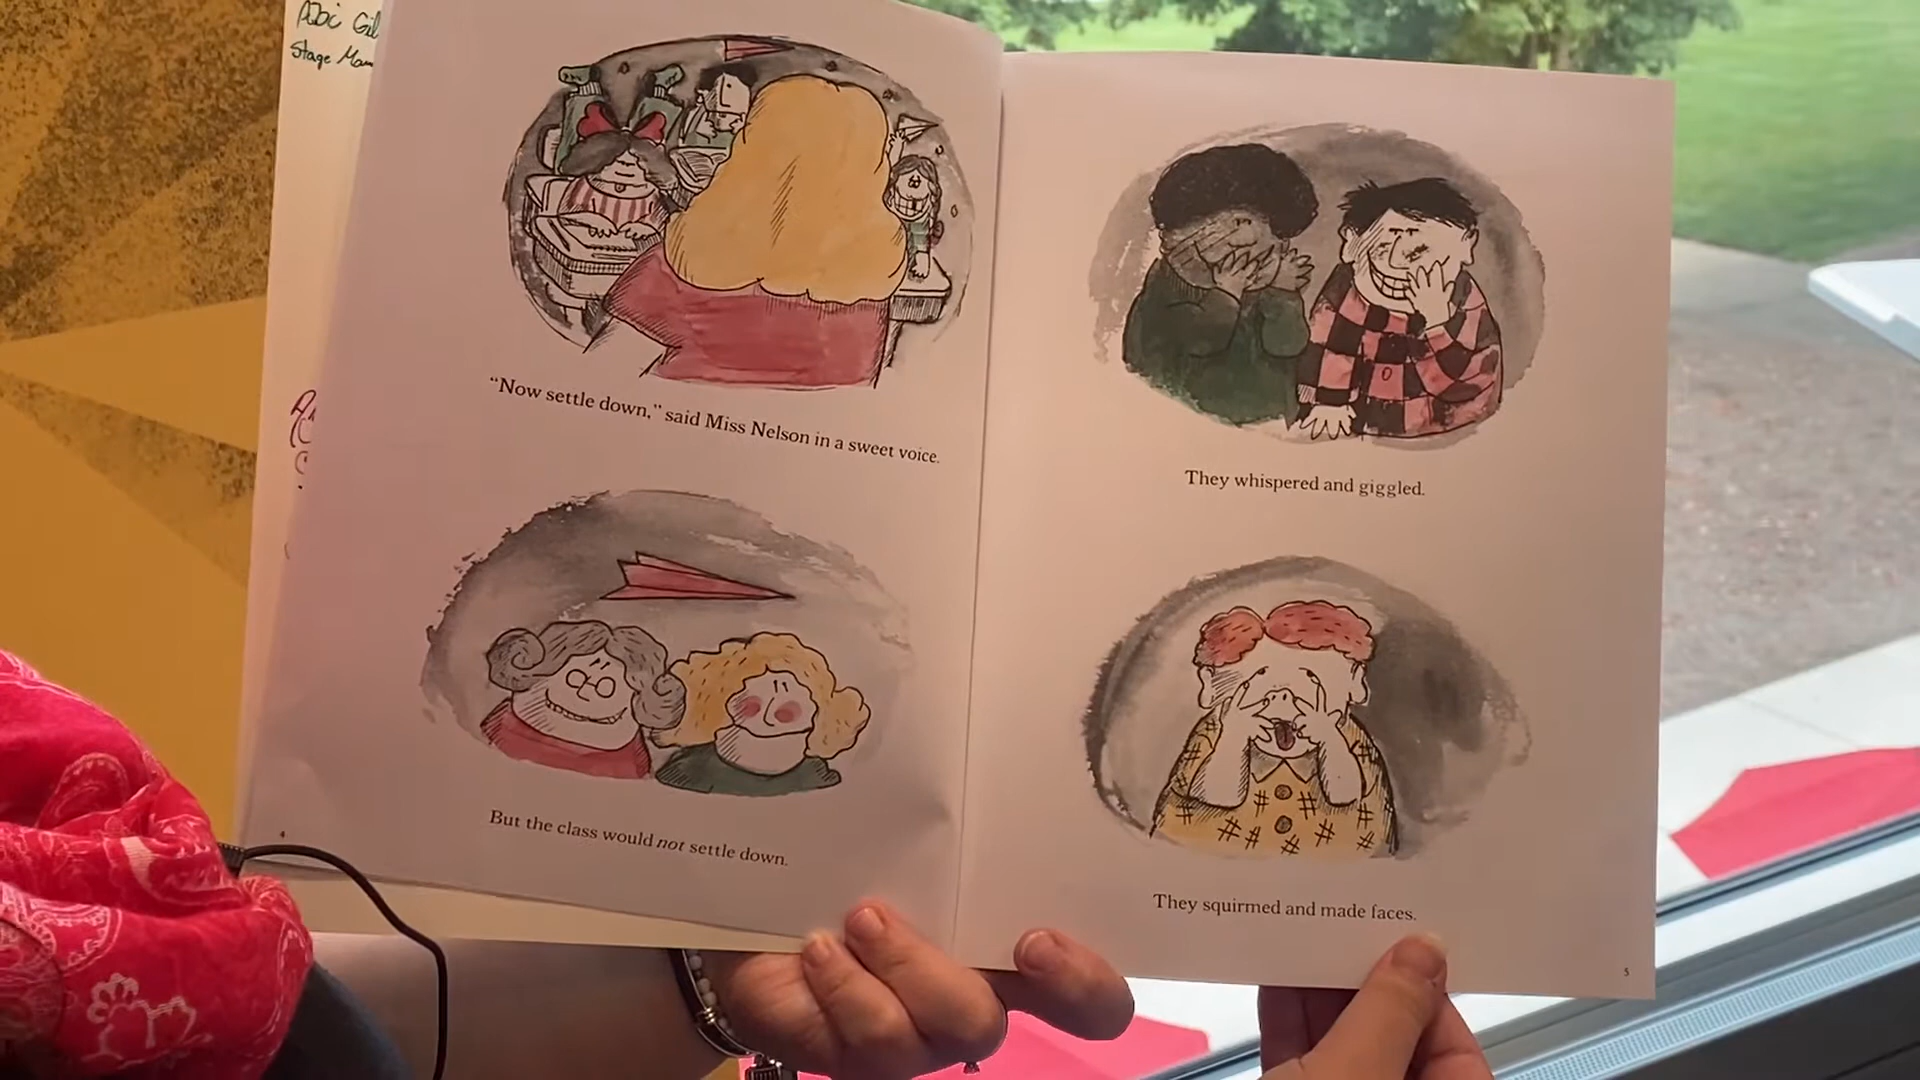 Stage
"Now settle down," said Miss Nelson in a sweet voice.
But the class would not settle down.
4
They whispered and giggled.
They squirmed and made faces.
5